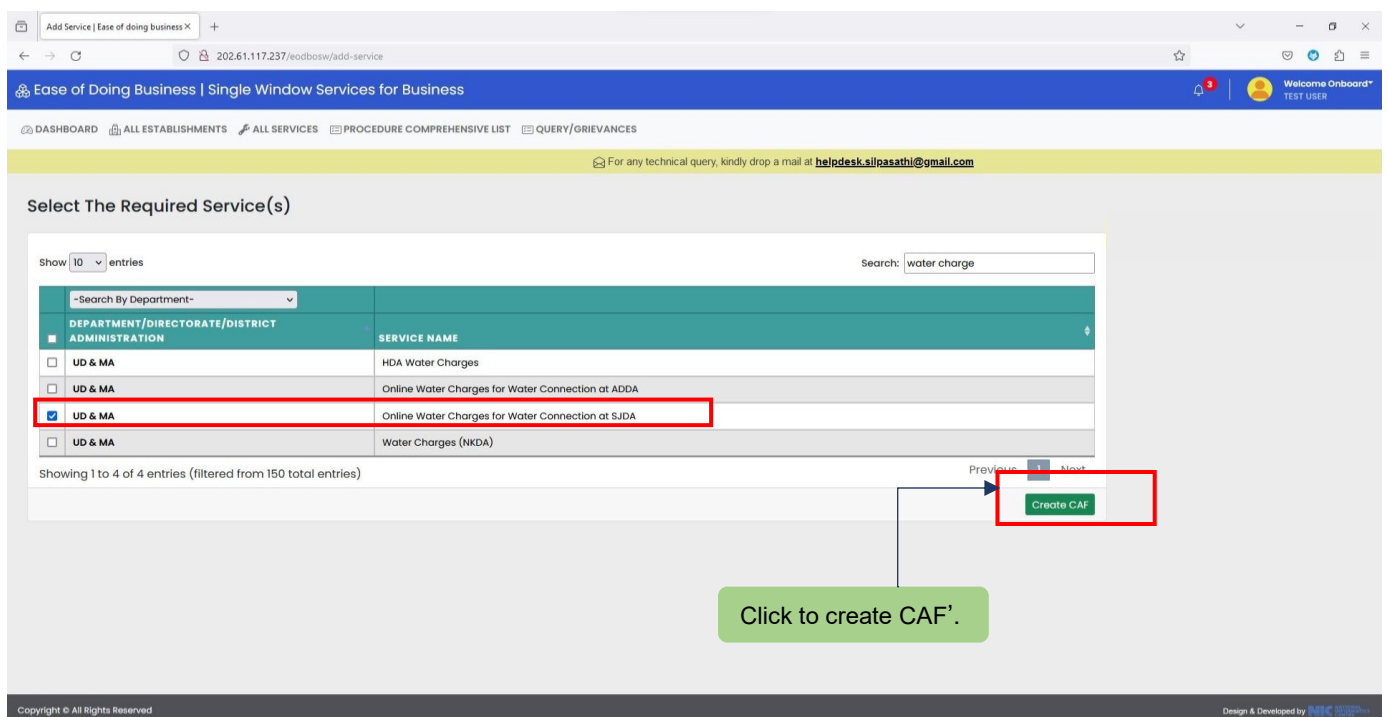 Add Service | Ease of doing business ×
202.61.117.237/eodbosw/add-service
Ease of Doing Business | Single Window Services for Business
3
Welcome Onboard
TEST USER
DASHBOARD ALL ESTABLISHMENTS ALL SERVICES PROCEDURE COMPREHENSIVE LIST QUERY/GRIEVANCES
For any technical query, kindly drop a mail at helpdesk.silpasathi@gmail.com
Select The Required Service(s)
Show 10 entries
Search: water charge
-Search By Department-
DEPARTMENT/DIRECTORATE/DISTRICT
ADMINISTRATION SERVICE NAME
UD & MA HDA Water Charges
UD & MA Online Water Charges for Water Connection at ADDA
UD & MA Online Water Charges for Water Connection at SJDA
UD & MA Water Charges (NKDA)
Showing 1 to 4 of 4 entries (filtered from 150 total entries)
Previous 1 Next
Create CAF
Click to create CAF’.
Copyright © All Rights Reserved
Design & Developed by NIC